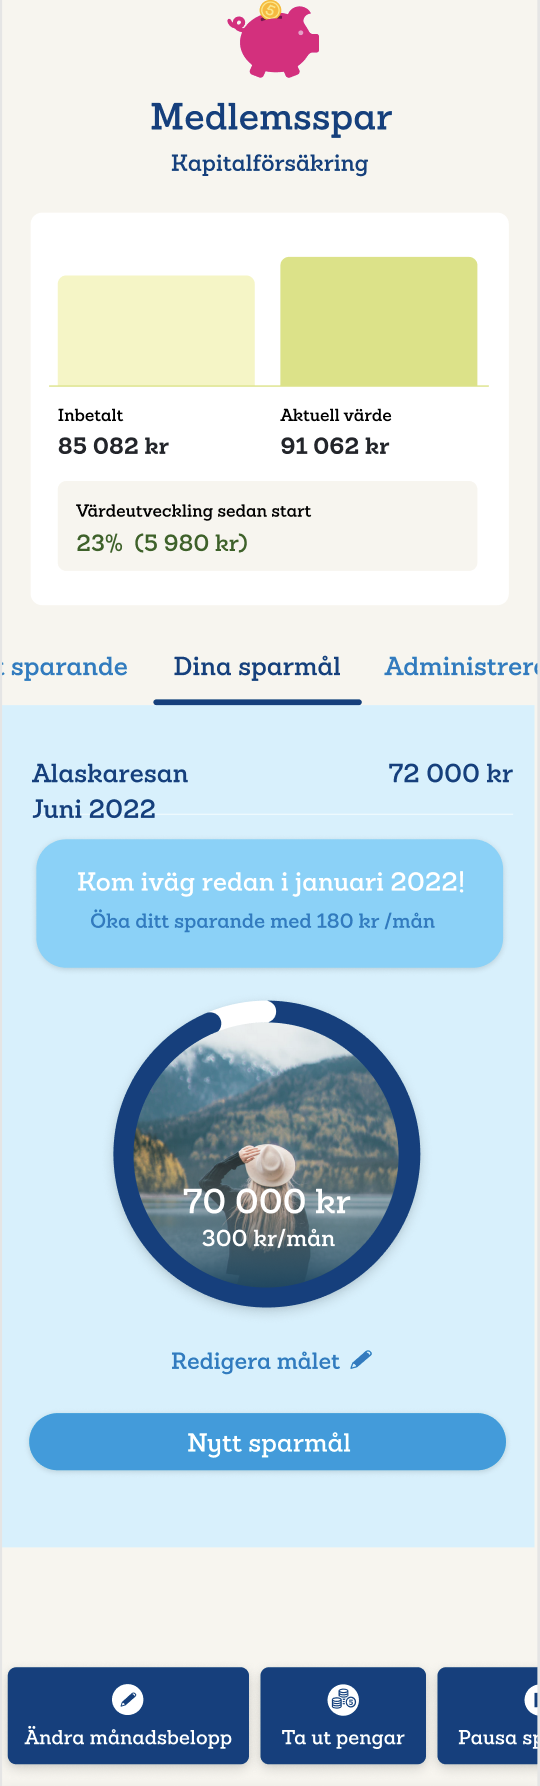 5
Medlemsspar
Kapitalförsäkring
Inbetalt
85 082 kr
Aktuell värde
91 062 kr
Värdeutveckling sedan start
23% (5 980 kr)
sparande
Dina sparmål
Administrer
Alaskaresan
72 000 kr
Juni 2022
Kom iväg redan i januari 2022!
Öka ditt sparande med 180 kr /mån
70 000 kr
300 kr/mån
Redigera målet
Nytt sparmål
Ändra månadsbelopp
Ta ut pengar
Pausa sp